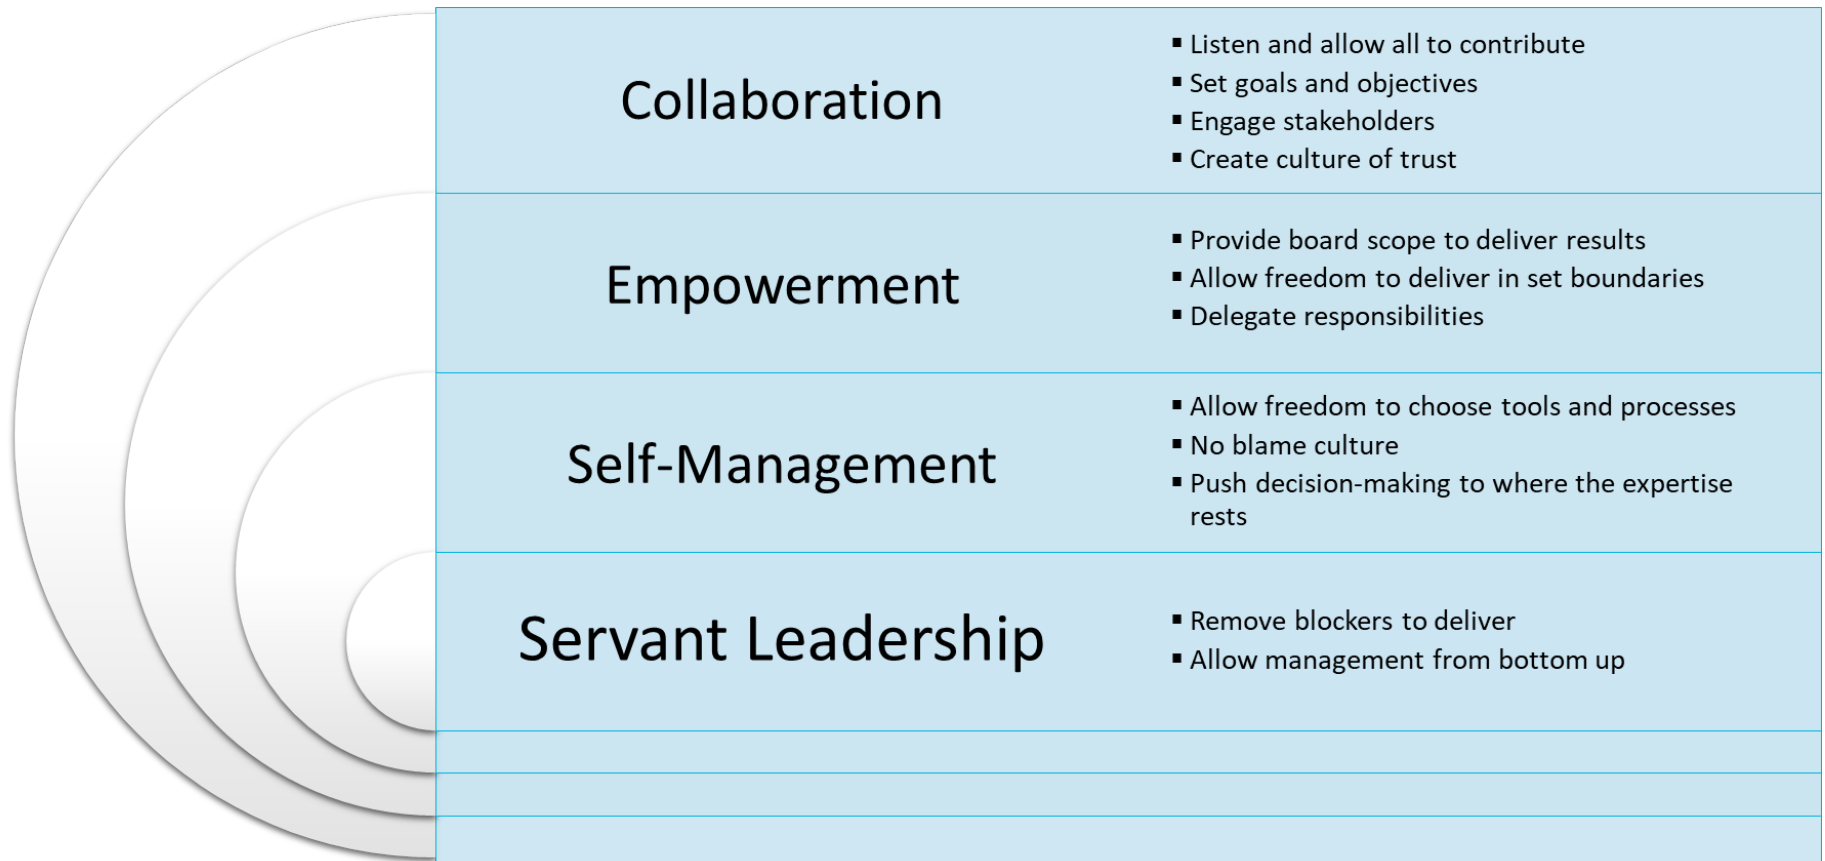 Collaboration
▪ Listen and allow all to contribute
▪ Set goals and objectives
▪ Engage stakeholders
▪ Create culture of trust
Empowerment
▪ Provide board scope to deliver results
▪ Allow freedom to deliver in set boundaries
▪ Delegate responsibilities
Self-Management
▪ Allow freedom to choose tools and processes
▪ No blame culture
▪ Push decision-making to where the expertise
rests
Servant Leadership
▪ Remove blockers to deliver
▪ Allow management from bottom up